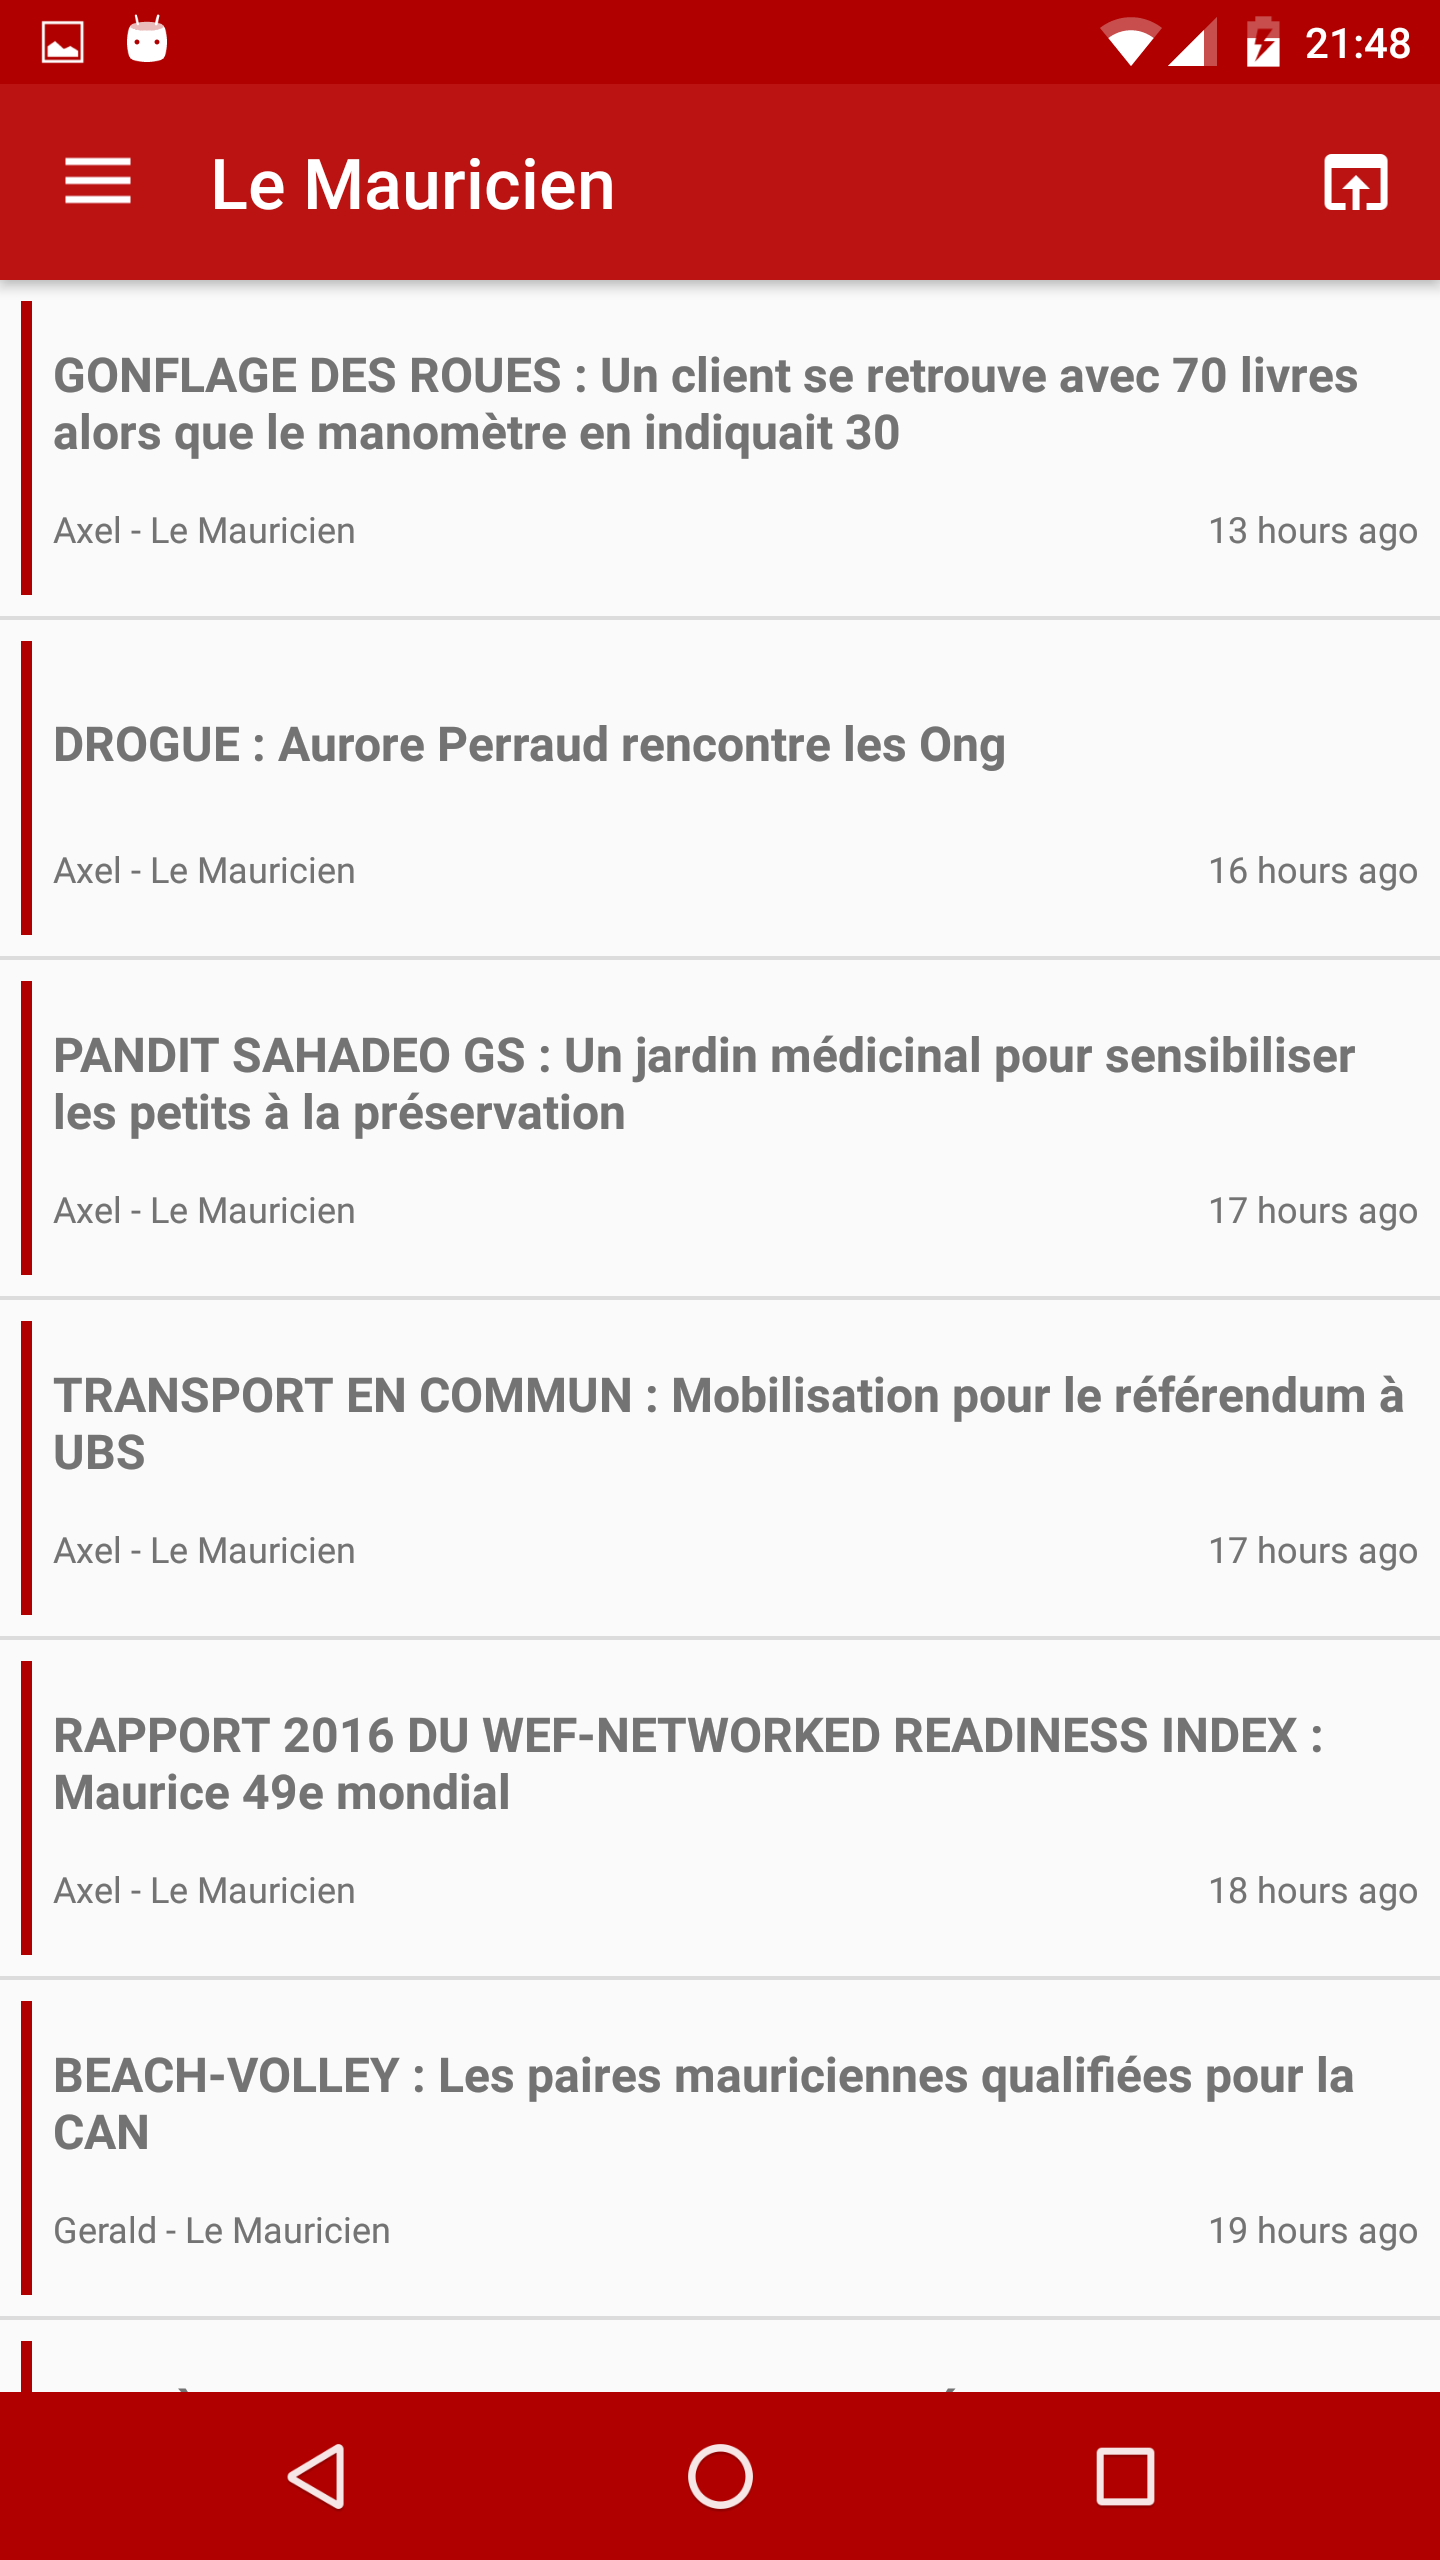 21:48
Le Mauricien
GONFLAGE DES ROUES : Un client se retrouve avec 70 livres
alors que le manomètre en indiquait 30
Axel - Le Mauricien
13 hours ago
DROGUE : Aurore Perraud rencontre les Ong
Axel - Le Mauricien
16 hours ago
PANDIT SAHADEO GS : Un jardin médicinal pour sensibiliser
les petits à la préservation
Axel - Le Mauricien
17 hours ago
TRANSPORT EN COMMUN : Mobilisation pour le référendum à
UBS
Axel - Le Mauricien
17 hours ago
RAPPORT 2016 DU WEF-NETWORKED READINESS INDEX :
Maurice 49e mondial
Axel - Le Mauricien
18 hours ago
BEACH-VOLLEY : Les paires mauriciennes qualifiées pour la
CAN
Gerald - Le Mauricien
19 hours ago